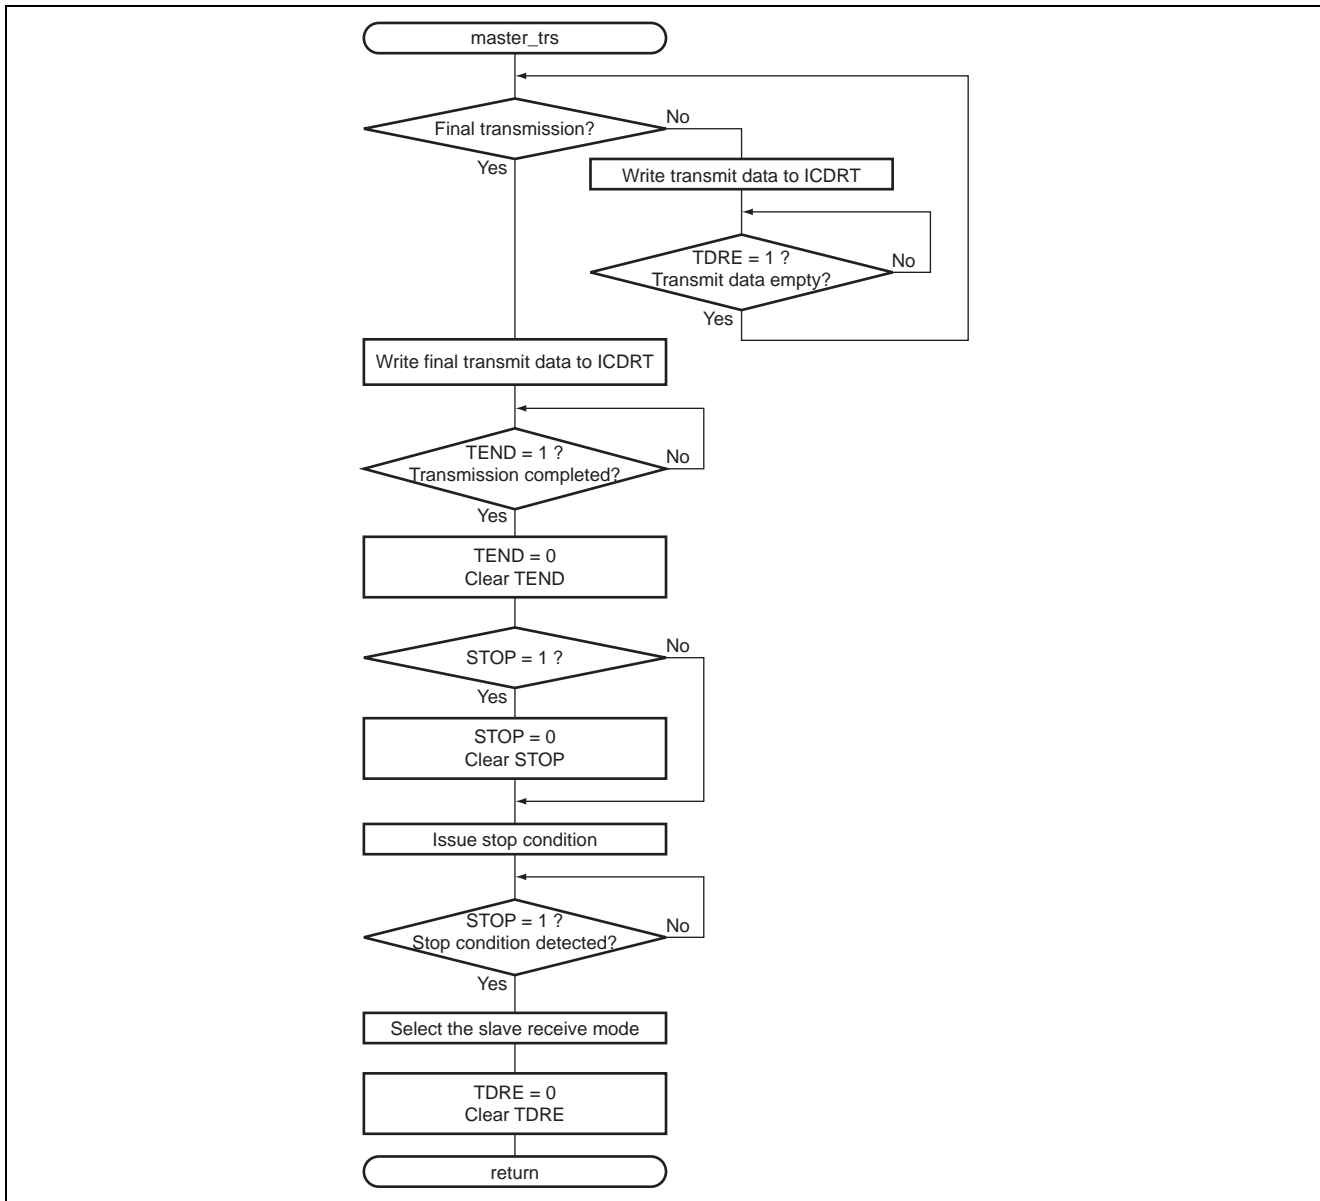 master_trs
Final transmission?
No
Yes
Write transmit data to ICDRT
TDRE = 1 ?
Transmit data empty?
No
Yes
Write final transmit data to ICDRT
TEND = 1 ?
Transmission completed?
No
Yes
TEND = 0
Clear TEND
STOP = 1 ?
No
Yes
STOP = 0
Clear STOP
Issue stop condition
STOP = 1 ?
Stop condition detected?
No
Yes
Select the slave receive mode
TDRE = 0
Clear TDRE
return